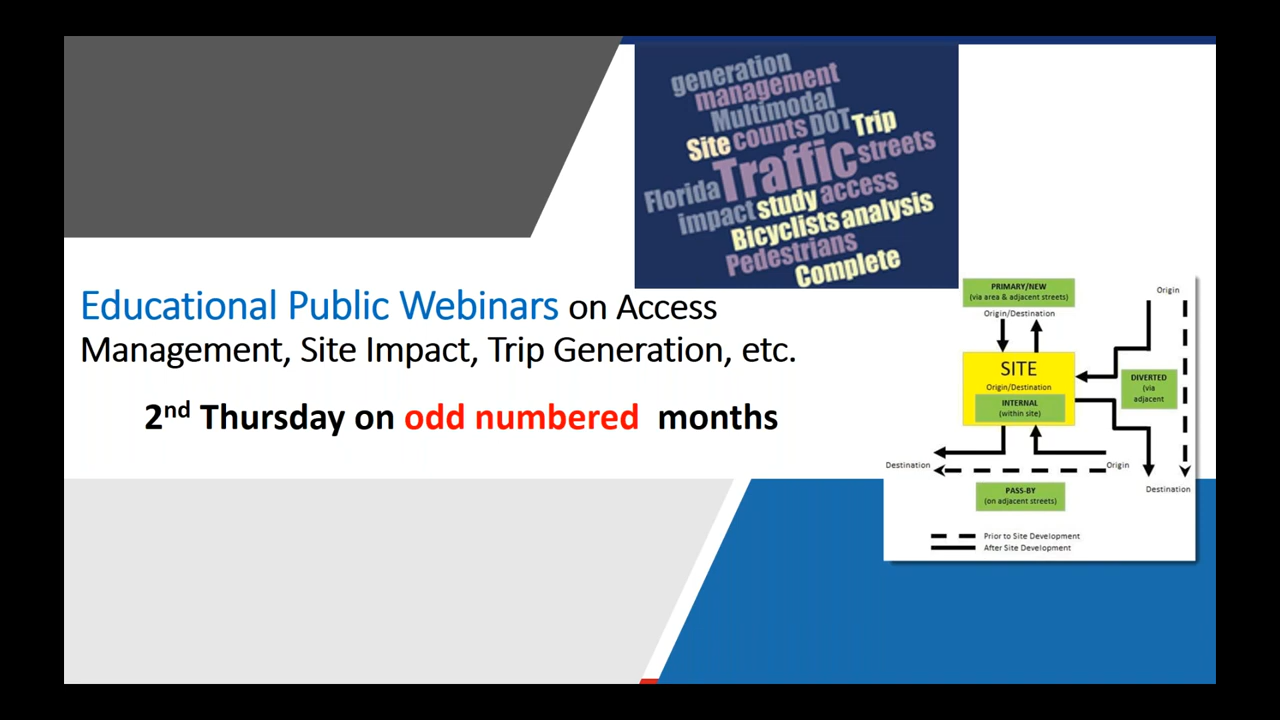 generation
management
Multimodal
Site counts DOT Trip
Traffic streets
Florida
impact study access
Bicyclists analysis
Pedestrians
Complete
Educational Public Webinars on Access
Management, Site Impact, Trip Generation, etc.
2nd Thursday on odd numbered months
PRIMARY/NEW
(via area & adjacent streets)
Origin/Destination
Origin
SITE
Origin/Destination
INTERNAL
(within site)
DIVERTED
(via
adjacent
Destination
Origin
Destination
PASS-BY
(on adjacent streets)
Prior to Site Development
After Site Development